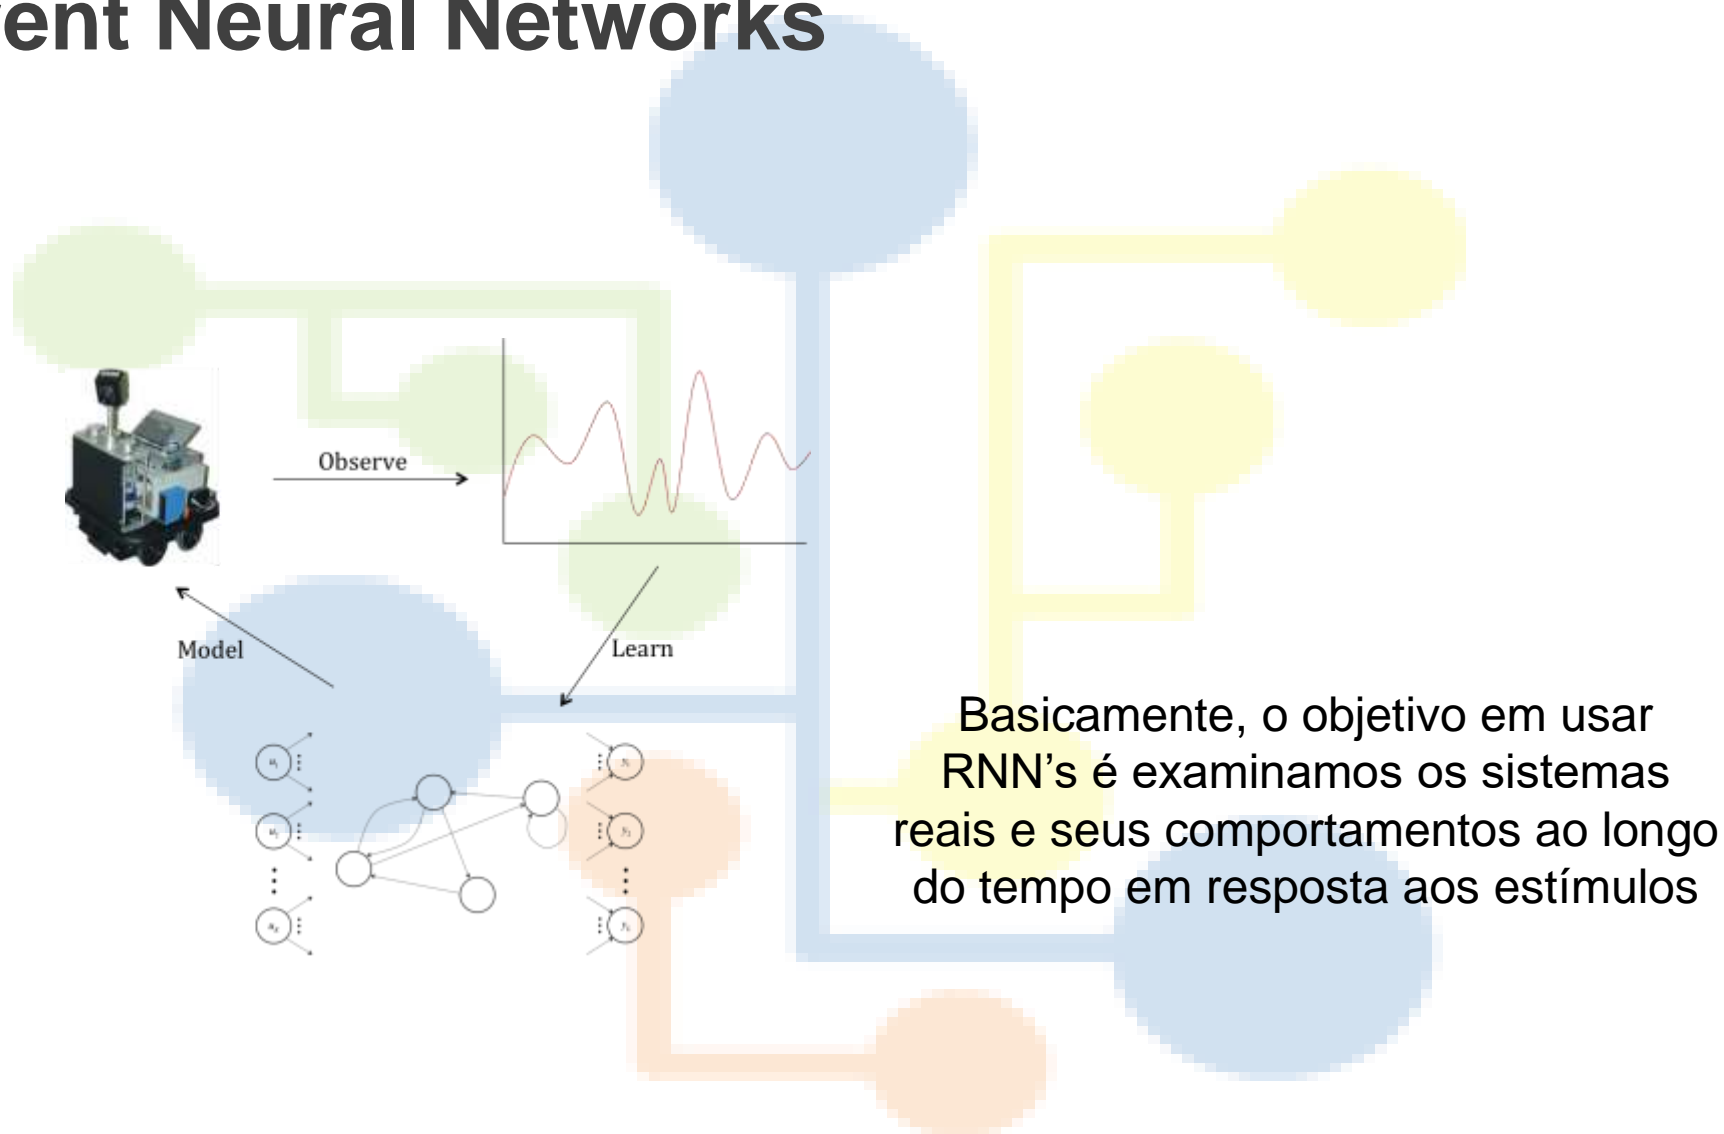 ent Neural Networks
Observe
Model
Learn
Basicamente, o objetivo em usar
RNN’s é examinamos os sistemas
reais e seus comportamentos ao longo
do tempo em resposta aos estímulos